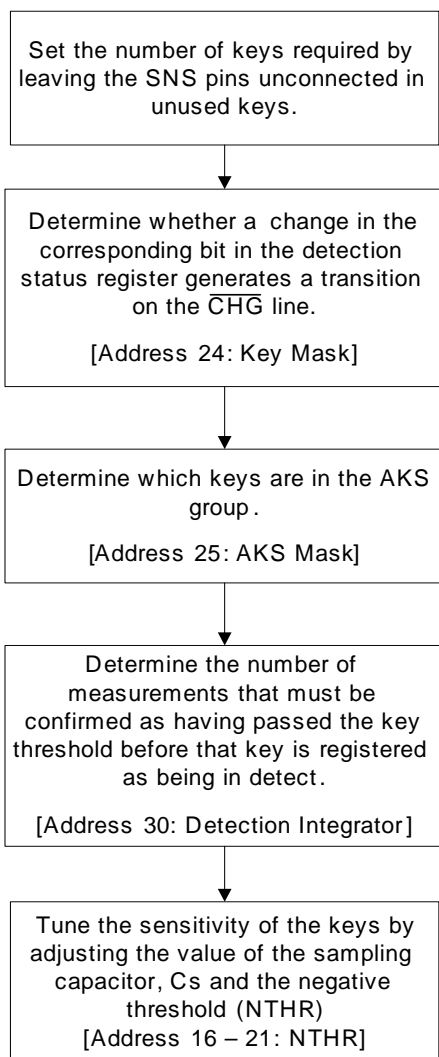 Set the number of keys required by
leaving the SNS pins unconnected in
unused keys.
Determine whether a change in the
corresponding bit in the detection
status register generates a transition
on the CHG line.
[Address 24: Key Mask]
Determine which keys are in the AKS
group.
[Address 25: AKS Mask]
Determine the number of
measurements that must be
confirmed as having passed the key
threshold before that key is registered
as being in detect.
[Address 30: Detection Integrator]
Tune the sensitivity of the keys by
adjusting the value of the sampling
capacitor, Cs and the negative
threshold (NTHR)
[Address 16 – 21: NTHR]